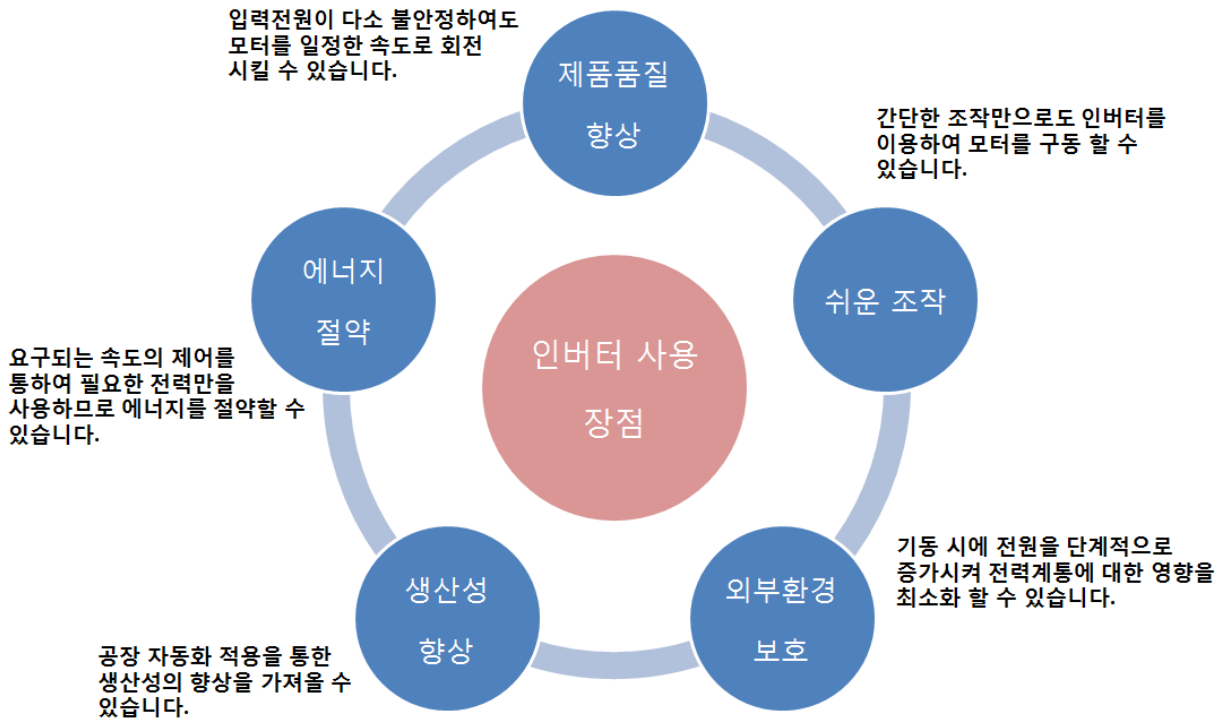 입력전원이 다소 불안정하여도
모터를 일정한 속도로 회전
시킬 수 있습니다.
제품품질
향상
간단한 조작만으로도 인버터를
이용하여 모터를 구동 할 수
있습니다.
쉬운 조작
에너지
절약
인버터 사용
장점
요구되는 속도의 제어를
통하여 필요한 전력만을
사용하므로 에너지를 절약할 수
있습니다.
기동 시에 전원을 단계적으로
증가시켜 전력계통에 대한 영향을
최소화 할 수 있습니다.
외부환경
보호
생산성
향상
공장 자동화 적용을 통한
생산성의 향상을 가져올 수
있습니다.